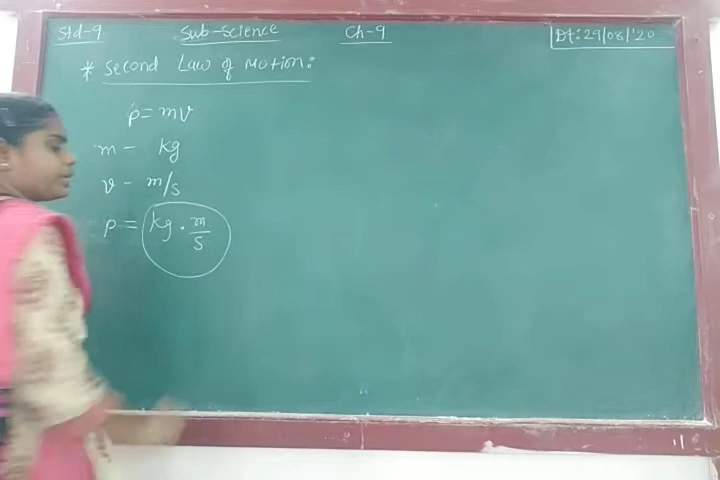 Std-9 Sub-Science Ch-9 Dt:29/08/'20
* Second Law of Motion:
p=mv
m - kg
v - m/s
p = kg · m/s